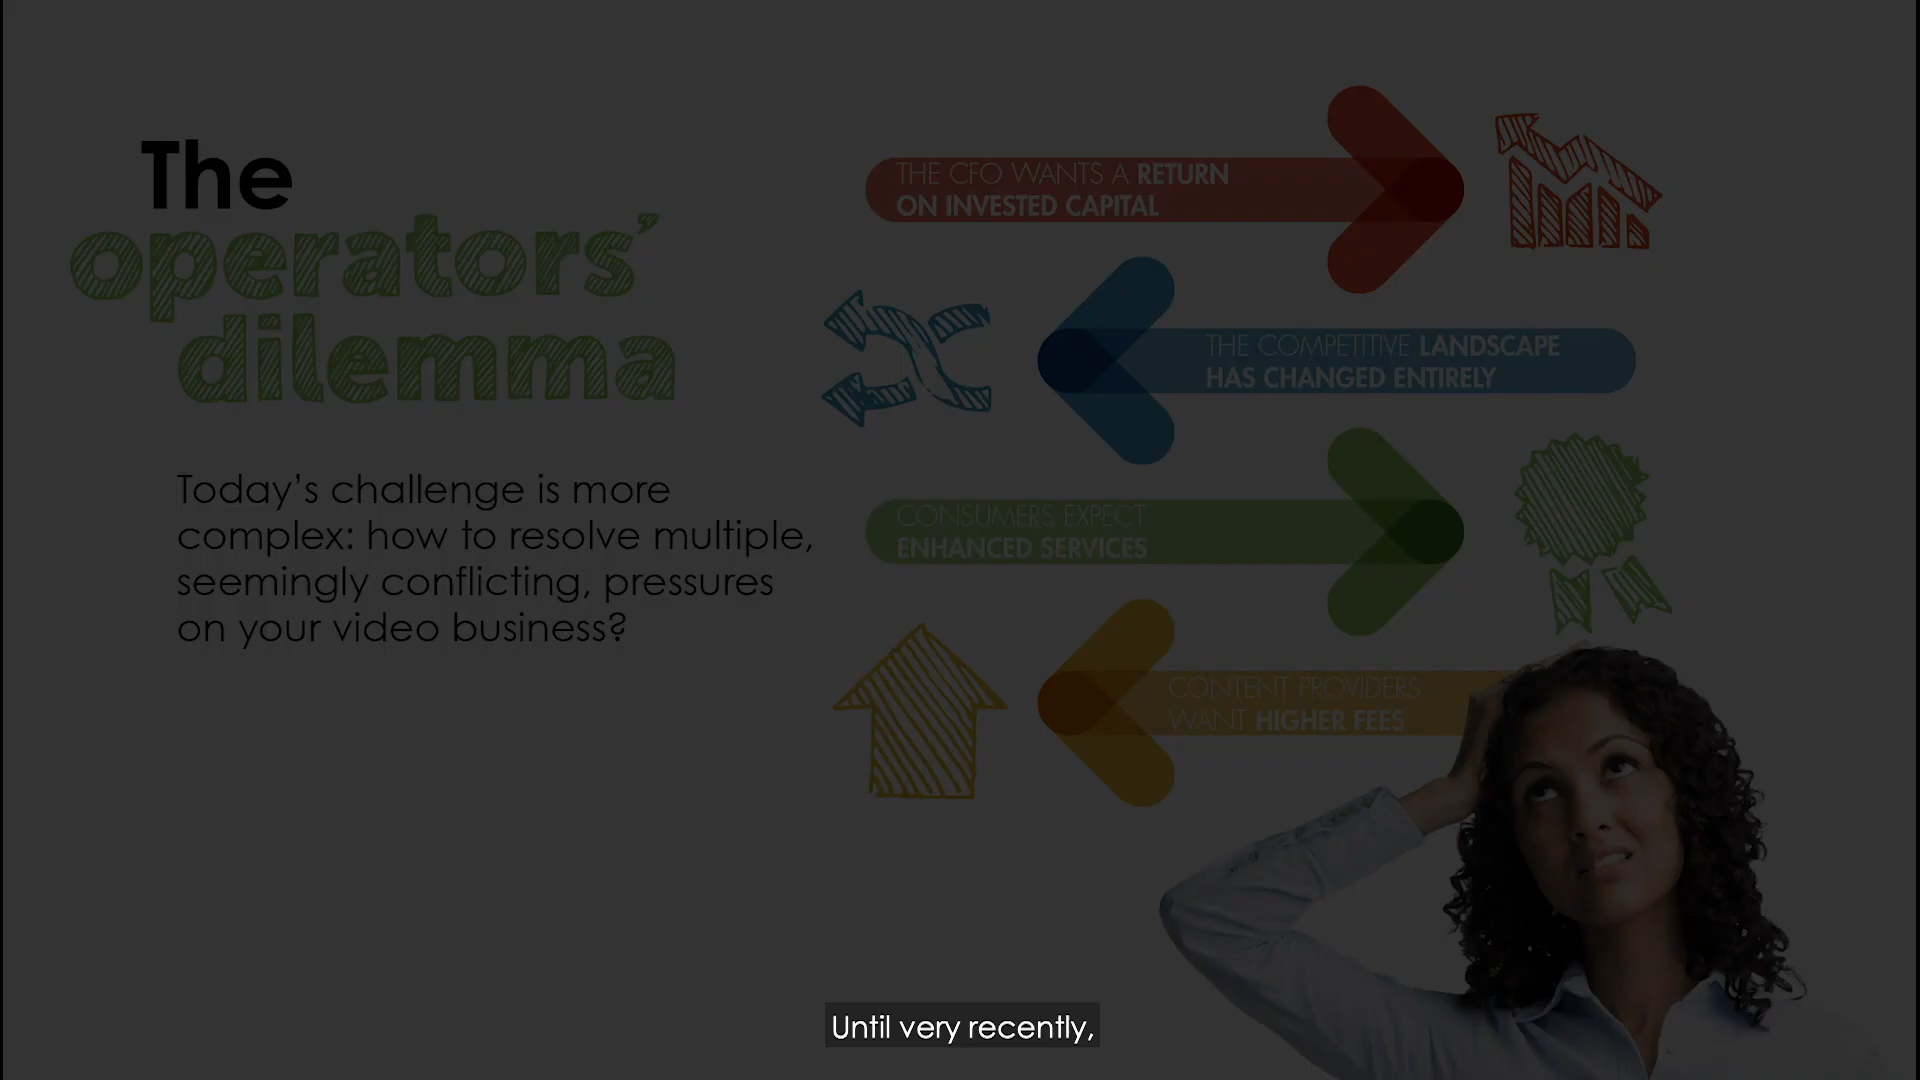 The
operators'
dilemma
Today's challenge is more
complex: how to resolve multiple,
seemingly conflicting, pressures
on your video business?
THE CFO WANTS A RETURN
ON INVESTED CAPITAL
THE COMPETITIVE LANDSCAPE
HAS CHANGED ENTIRELY
CONSUMERS EXPECT
ENHANCED SERVICES
CONTENT PROVIDERS
WANT HIGHER FEES
Until very recently,